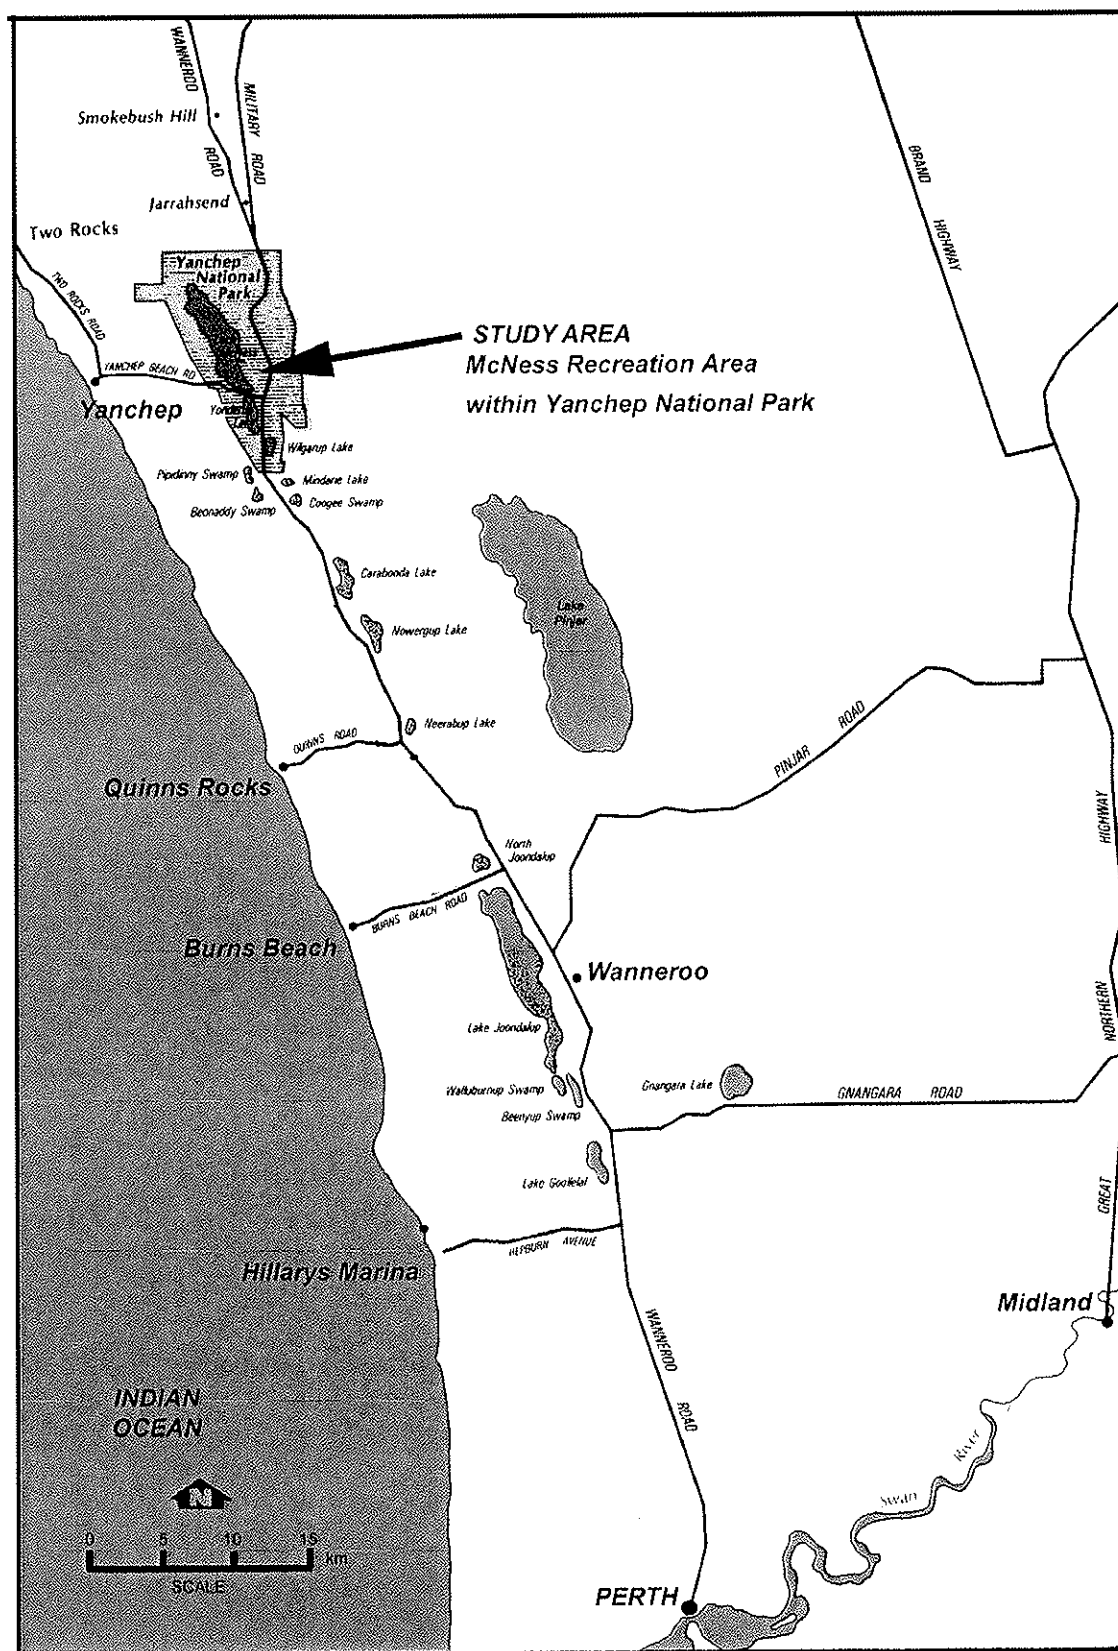 WANNEROO
ROAD
MILITARY ROAD
BRAND
HIGHWAY
Smokebush Hill
Jarrahsend
Two Rocks
TWO ROCKS ROAD
Yanchep
National
Park
STUDY AREA
McNess Recreation Area
within Yanchep National Park
YANCHEP BEACH RD
Yanchep
Wilgarup Lake
Pipidinny Swamp
Mindarie Lake
Beonaddy Swamp
Coogee Swamp
Carabooda Lake
Lake
Pinjar
Nowergup Lake
Neerabup Lake
QUINNS ROAD
PINJAR ROAD
Quinns Rocks
HIGHWAY
North
Joondalup
BURNS BEACH ROAD
Burns Beach
Wanneroo
NORTHERN
Lake Joondalup
Walluburnup Swamp
Gnangara Lake
GNANGARA ROAD
Beenyup Swamp
Lake Goollelal
GREAT
HEPBURN AVENUE
Hillarys Marina
Midland
WANNEROO
ROAD
INDIAN
OCEAN
River
Swan
N
0 5 10 15
km
SCALE
PERTH